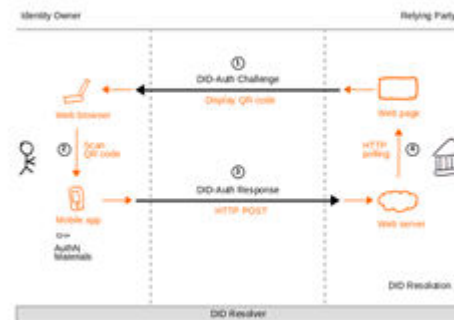 Identity Owner
Relying Party
1
DID-Auth Challenge
Display QR code
Web browser
Web page
2
Scan
QR code
HTTP
polling
4
3
DID-Auth Response
HTTP POST
Mobile app
Web server
AuthN
Materials
DID Resolution
DID Resolver